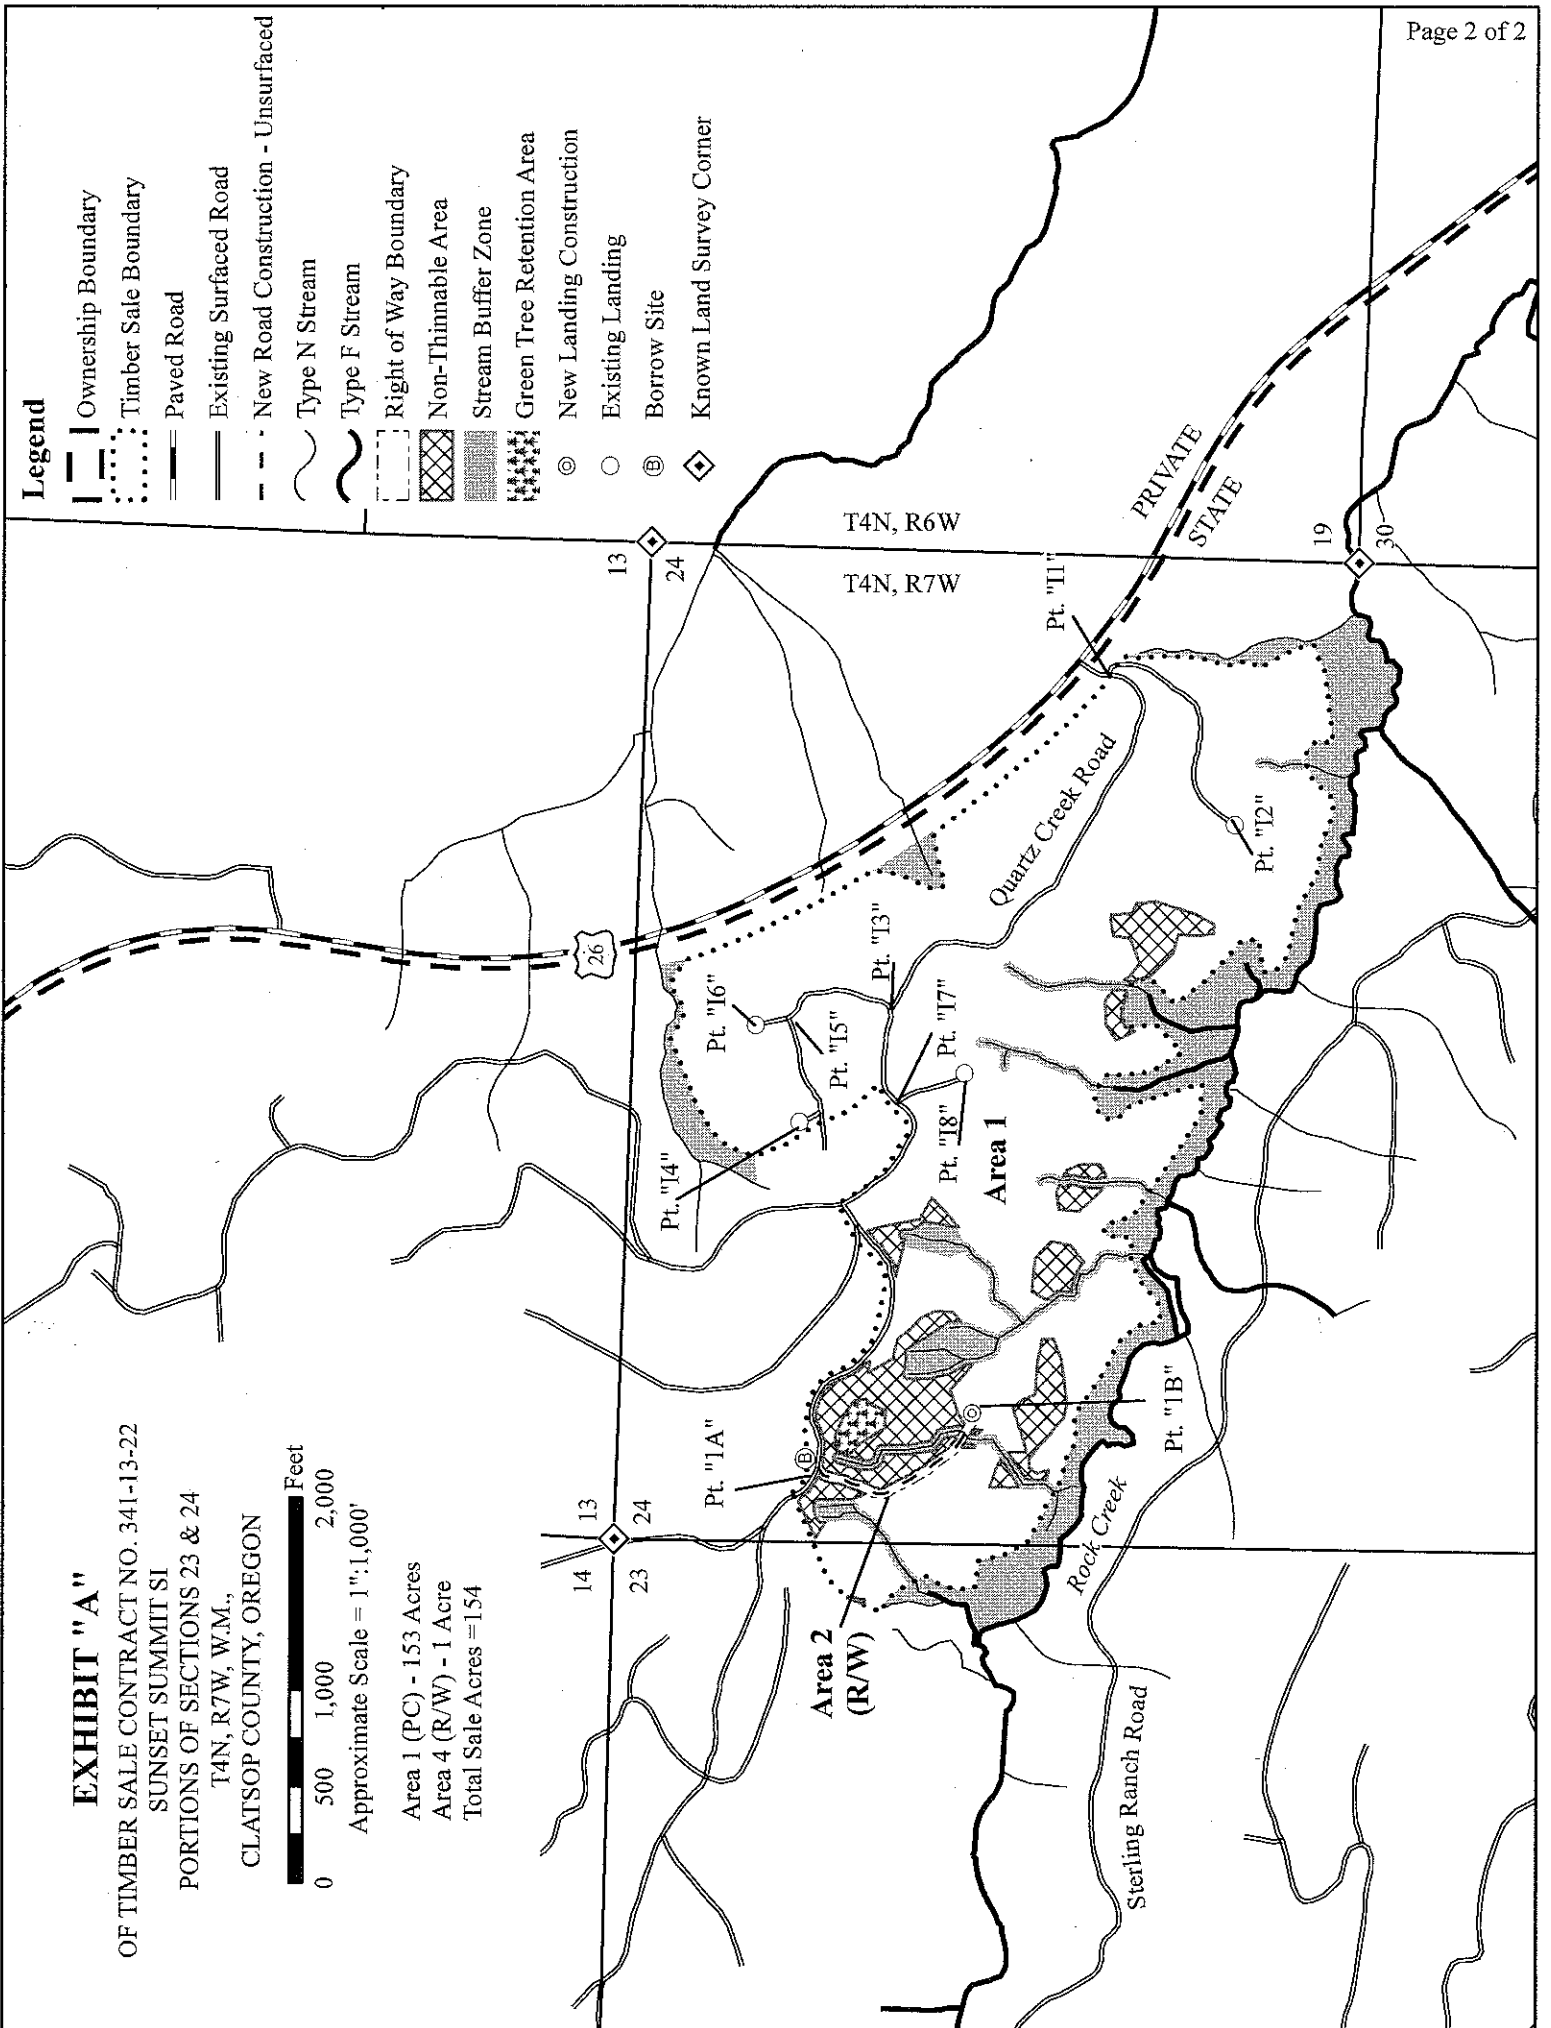 Page 2 of 2
EXHIBIT "A"
OF TIMBER SALE CONTRACT NO. 341-13-22
SUNSET SUMMIT SI
PORTIONS OF SECTIONS 23 & 24
T4N, R7W, W.M.,
CLATSOP COUNTY, OREGON
0 500 1,000 2,000
Feet
Approximate Scale = 1":1,000'
Area 1 (PC) - 153 Acres
Area 4 (R/W) - 1 Acre
Total Sale Acres = 154
Legend
Ownership Boundary
Timber Sale Boundary
Paved Road
Existing Surfaced Road
New Road Construction - Unsurfaced
Type N Stream
Type F Stream
Right of Way Boundary
Non-Thinnable Area
Stream Buffer Zone
Green Tree Retention Area
New Landing Construction
Existing Landing
B Borrow Site
Known Land Survey Corner
14 13
23 24
13
24
T4N, R6W
T4N, R7W
26
PRIVATE
STATE
19
30
Pt. "I1"
Pt. "I2"
Pt. "I3"
Pt. "I4"
Pt. "I5"
Pt. "I6"
Pt. "I7"
Pt. "I8"
Quartz Creek Road
Area 1
Pt. "1A"
B
Pt. "1B"
Area 2
(R/W)
Rock Creek
Sterling Ranch Road